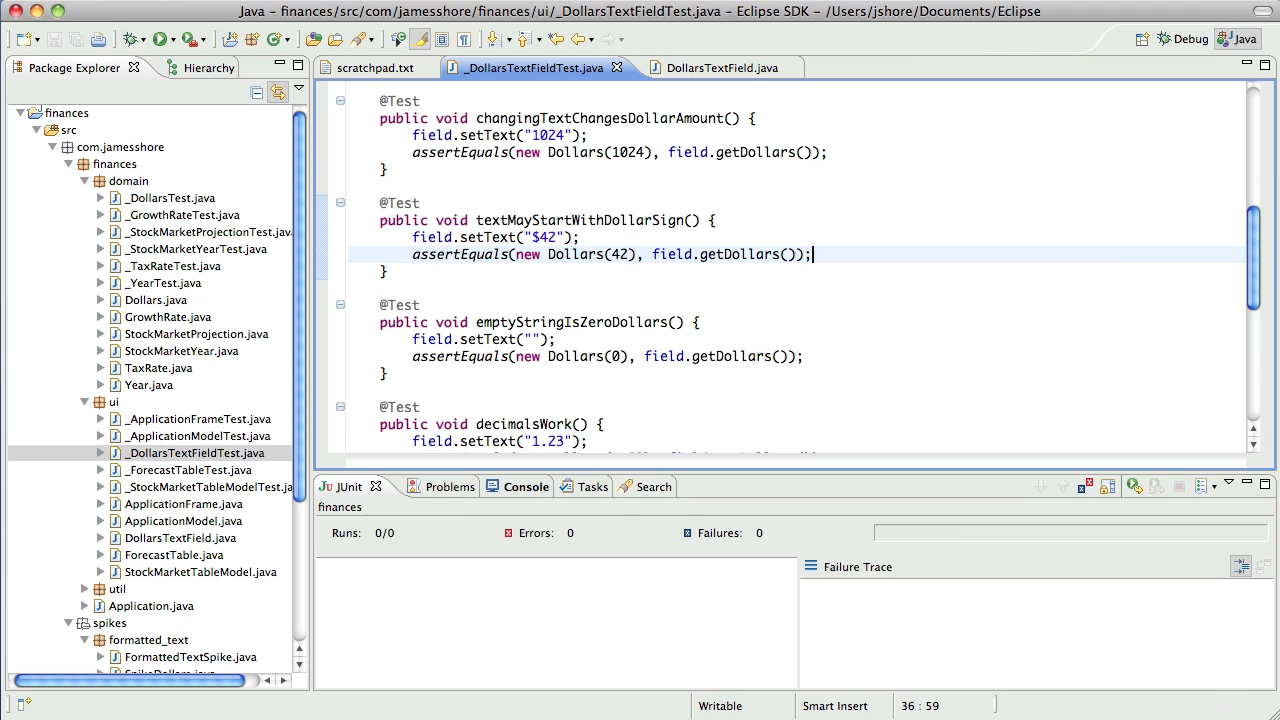 Java - finances/src/com/jamesshore/finances/ui/_DollarsTextFieldTest.java - Eclipse SDK - /Users/jshore/Documents/Eclipse
Debug
Java
Package Explorer
Hierarchy
finances
src
com.jamesshore
finances
domain
_DollarsTest.java
_GrowthRateTest.java
_StockMarketProjectionTest.java
_StockMarketYearTest.java
_TaxRateTest.java
_YearTest.java
Dollars.java
GrowthRate.java
StockMarketProjection.java
StockMarketYear.java
TaxRate.java
Year.java
ui
_ApplicationFrameTest.java
_ApplicationModelTest.java
_DollarsTextFieldTest.java
_ForecastTableTest.java
_StockMarketTableModelTest.ja
ApplicationFrame.java
ApplicationModel.java
DollarsTextField.java
ForecastTable.java
StockMarketTableModel.java
util
Application.java
spikes
formatted_text
FormattedTextSpike.java
SpikeDollars.java
scratchpad.txt
_DollarsTextFieldTest.java
DollarsTextField.java
@Test
public void changingTextChangesDollarAmount() {
field.setText("1024");
assertEquals(new Dollars(1024), field.getDollars());
}
@Test
public void textMayStartWithDollarSign() {
field.setText("$42");
assertEquals(new Dollars(42), field.getDollars());
}
@Test
public void emptyStringIsZeroDollars() {
field.setText("");
assertEquals(new Dollars(0), field.getDollars());
}
@Test
public void decimalsWork() {
field.setText("1.23");
JUnit
Problems
Console
Tasks
Search
finances
Runs: 0/0
Errors: 0
Failures: 0
Failure Trace
Writable
Smart Insert
36 : 59